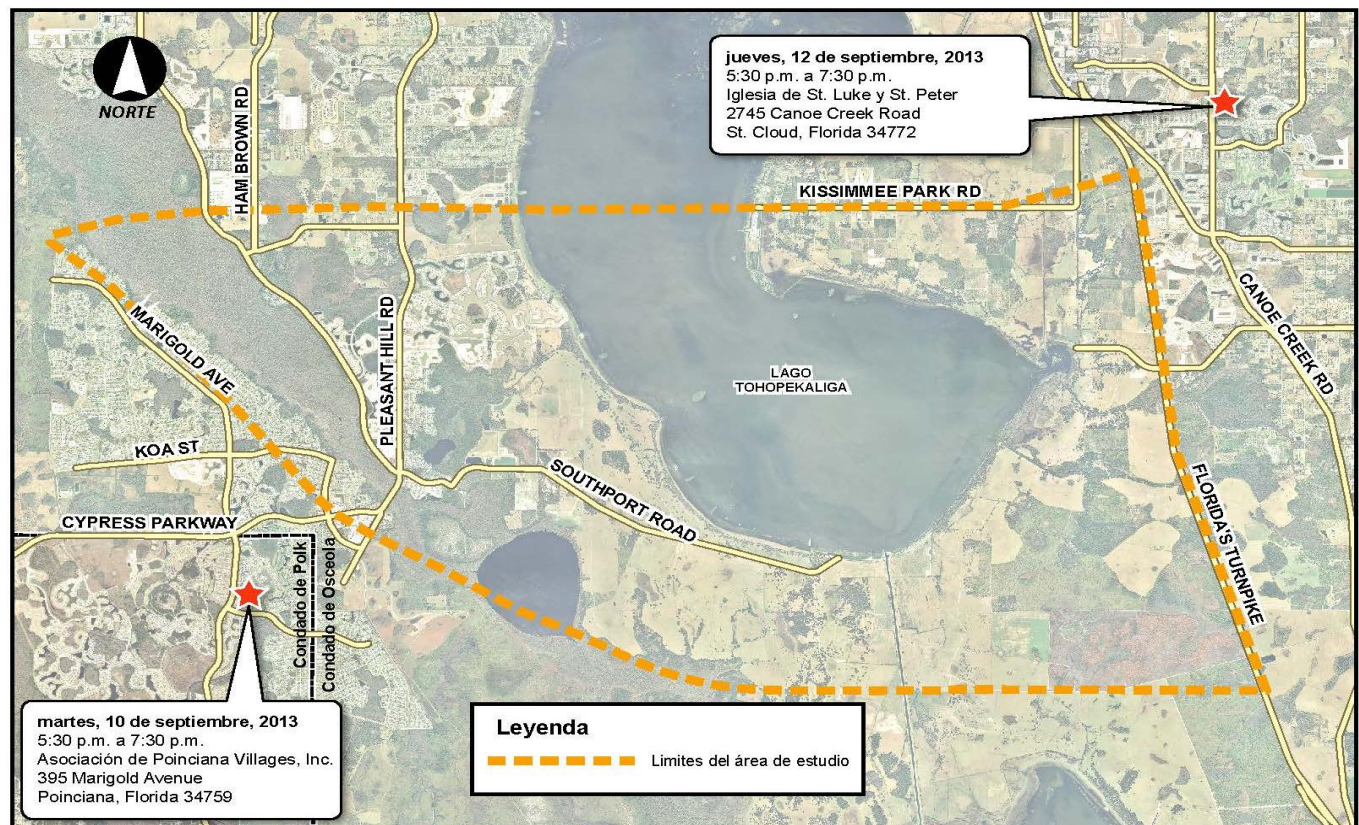 NORTE
HAM BROWN RD
jueves, 12 de septiembre, 2013
5:30 p.m. a 7:30 p.m.
Iglesia de St. Luke y St. Peter
2745 Canoe Creek Road
St. Cloud, Florida 34772
KISSIMMEE PARK RD
MARIGOLD AVE
PLEASANT HILL RD
CANOE CREEK RD
LAGO
TOHOPEKALIGA
KOA ST
SOUTHPORT ROAD
CYPRESS PARKWAY
FLORIDA'S TURNPIKE
Condado de Polk
Condado de Osceola
martes, 10 de septiembre, 2013
5:30 p.m. a 7:30 p.m.
Asociación de Poinciana Villages, Inc.
395 Marigold Avenue
Poinciana, Florida 34759
Leyenda
Limites del área de estudio